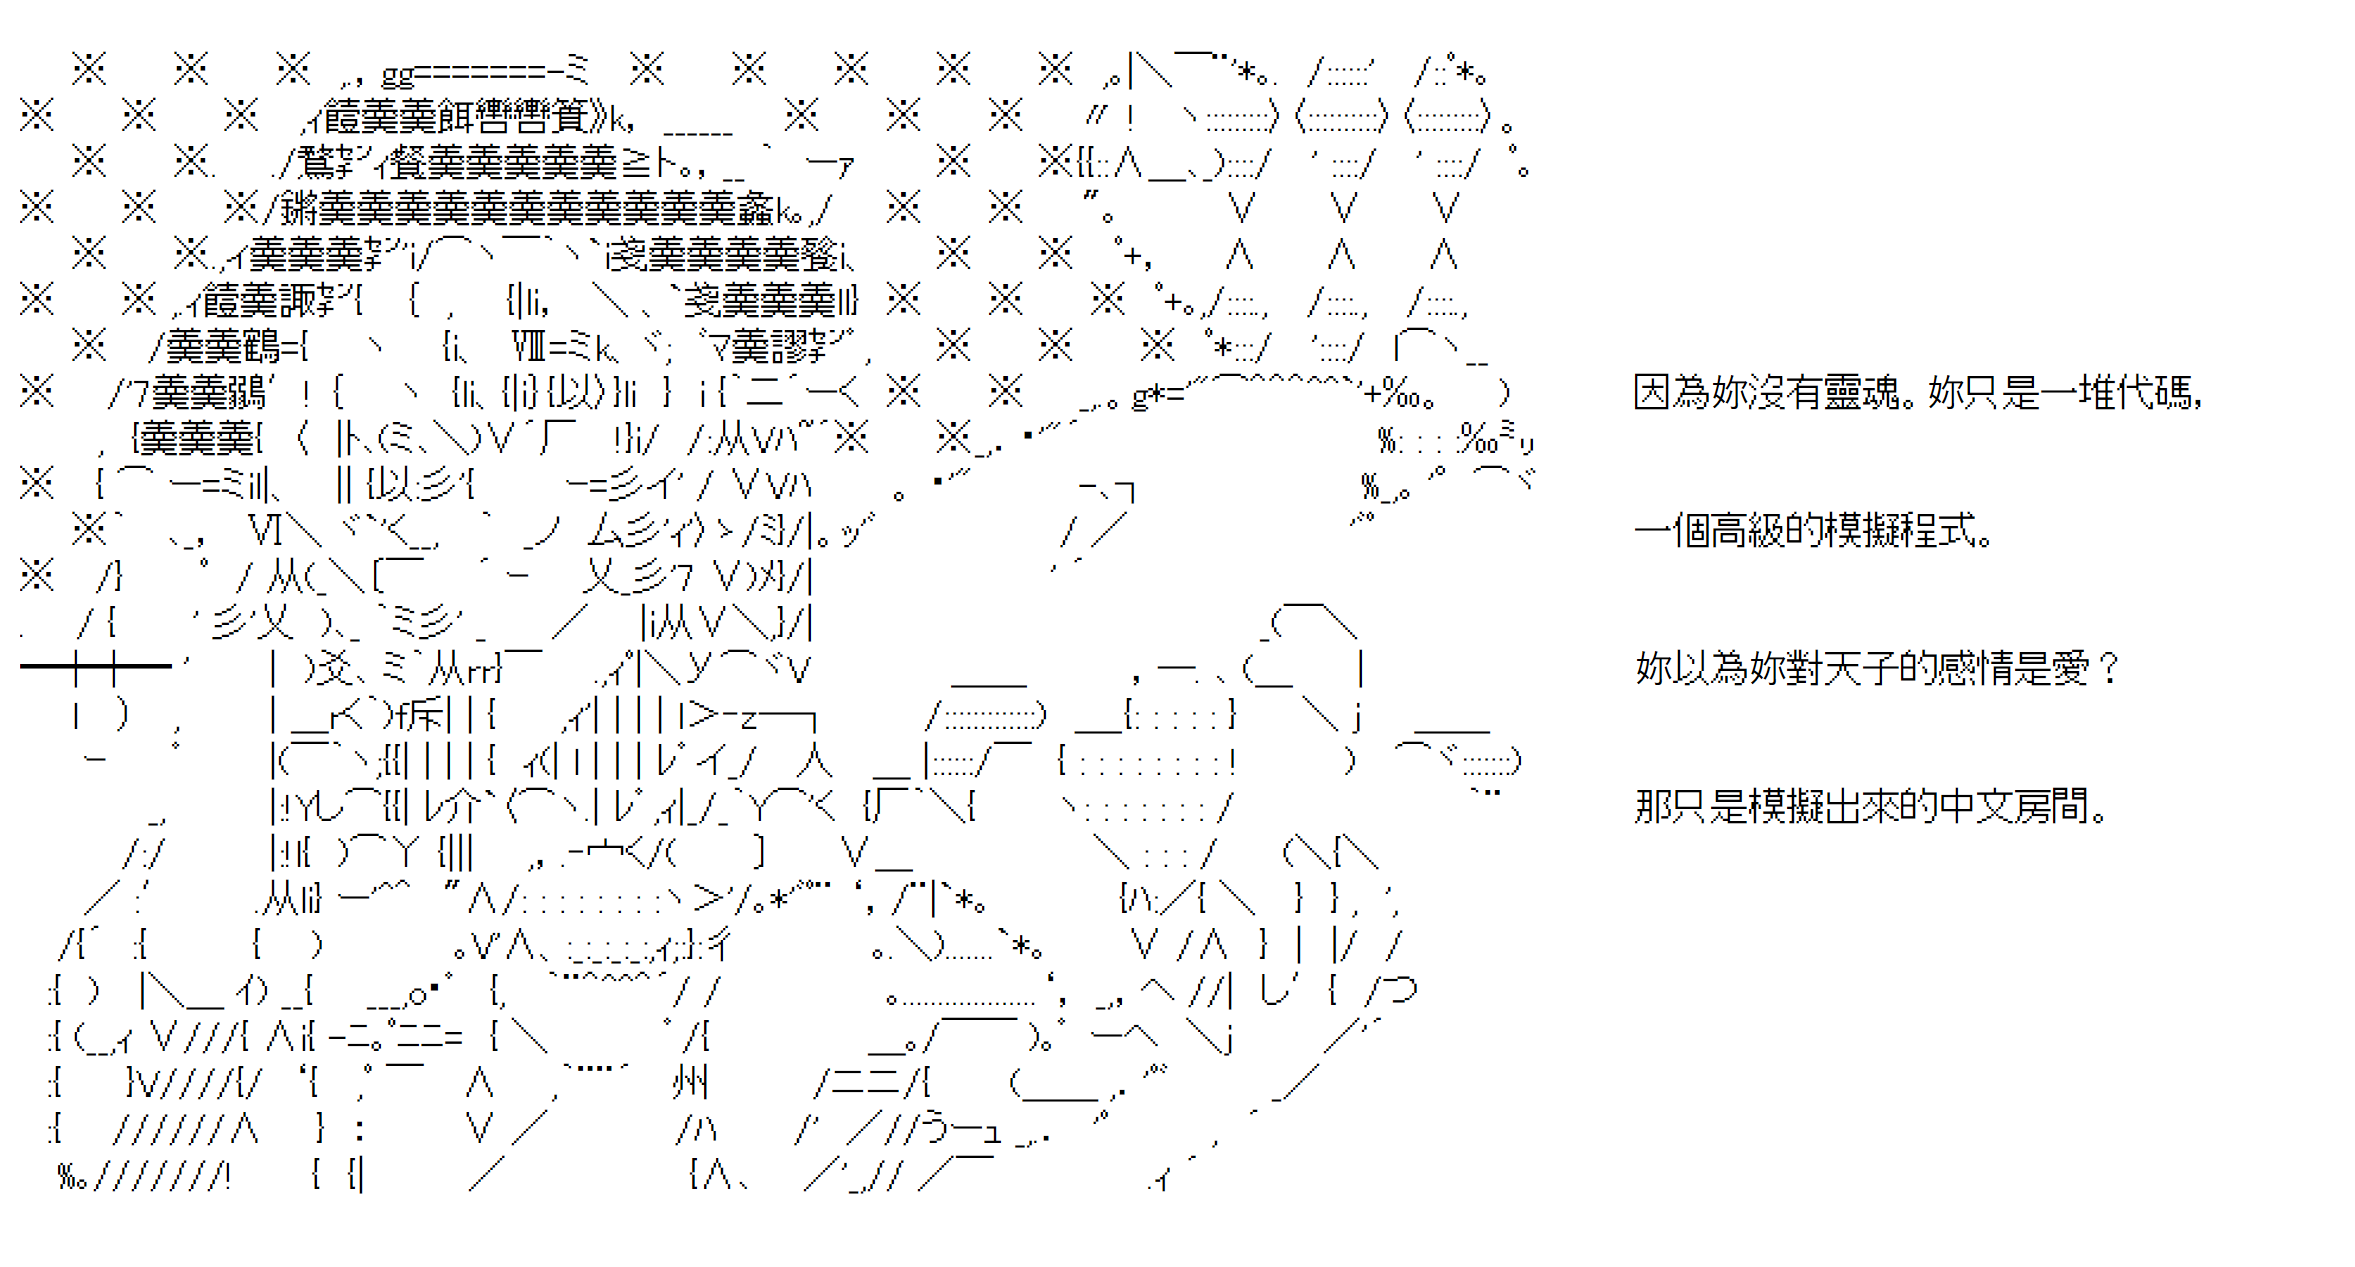 因為妳沒有靈魂。妳只是一堆代碼，
一個高級的模擬程式。
妳以為妳對天子的感情是愛？
那只是模擬出來的中文房間。